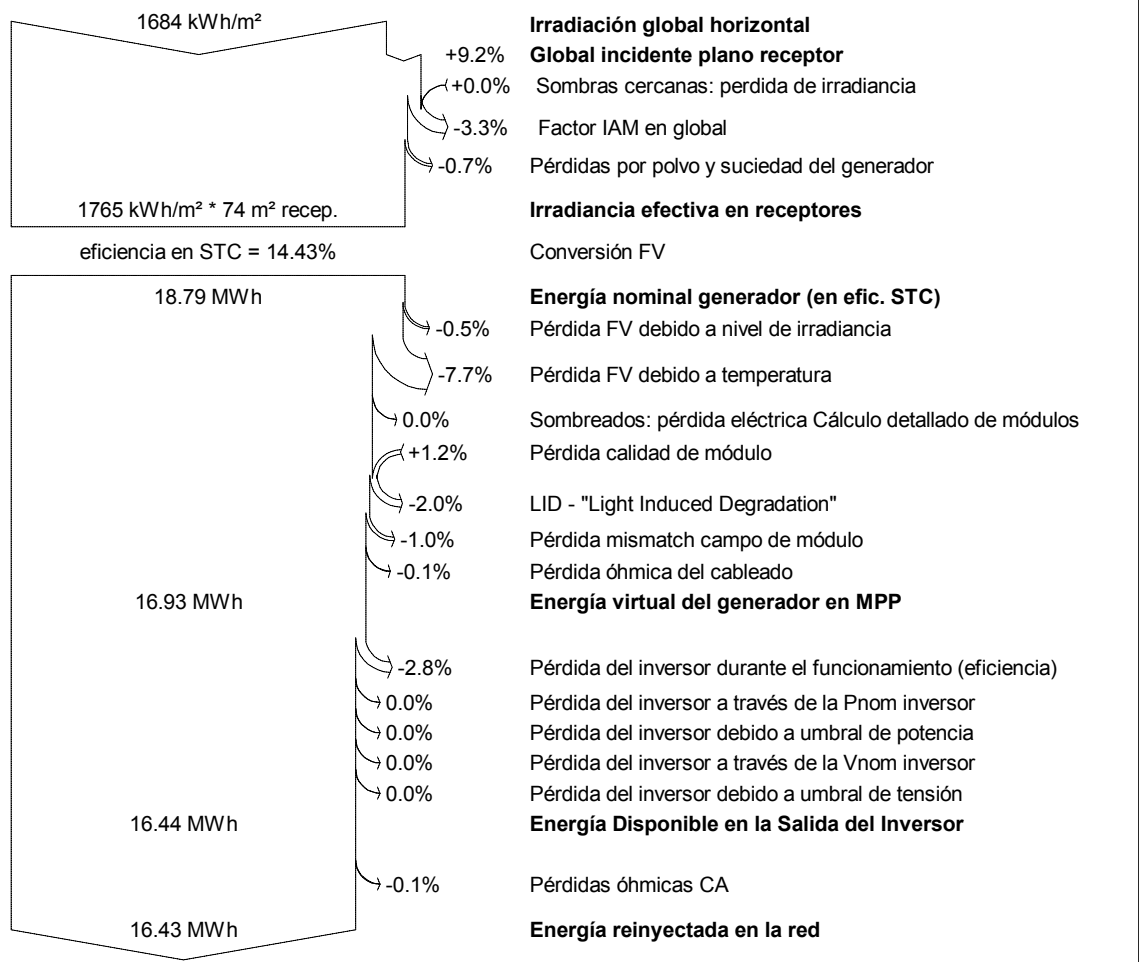 1684 kWh/m² Irradiación global horizontal
+9.2% Global incidente plano receptor
+0.0% Sombras cercanas: perdida de irradiancia
-3.3% Factor IAM en global
-0.7% Pérdidas por polvo y suciedad del generador
1765 kWh/m² * 74 m² recep. Irradiancia efectiva en receptores
eficiencia en STC = 14.43% Conversión FV
18.79 MWh Energía nominal generador (en efic. STC)
-0.5% Pérdida FV debido a nivel de irradiancia
-7.7% Pérdida FV debido a temperatura
0.0% Sombreados: pérdida eléctrica Cálculo detallado de módulos
+1.2% Pérdida calidad de módulo
-2.0% LID - "Light Induced Degradation"
-1.0% Pérdida mismatch campo de módulo
-0.1% Pérdida óhmica del cableado
16.93 MWh Energía virtual del generador en MPP
-2.8% Pérdida del inversor durante el funcionamiento (eficiencia)
0.0% Pérdida del inversor a través de la Pnom inversor
0.0% Pérdida del inversor debido a umbral de potencia
0.0% Pérdida del inversor a través de la Vnom inversor
0.0% Pérdida del inversor debido a umbral de tensión
16.44 MWh Energía Disponible en la Salida del Inversor
-0.1% Pérdidas óhmicas CA
16.43 MWh Energía reinyectada en la red